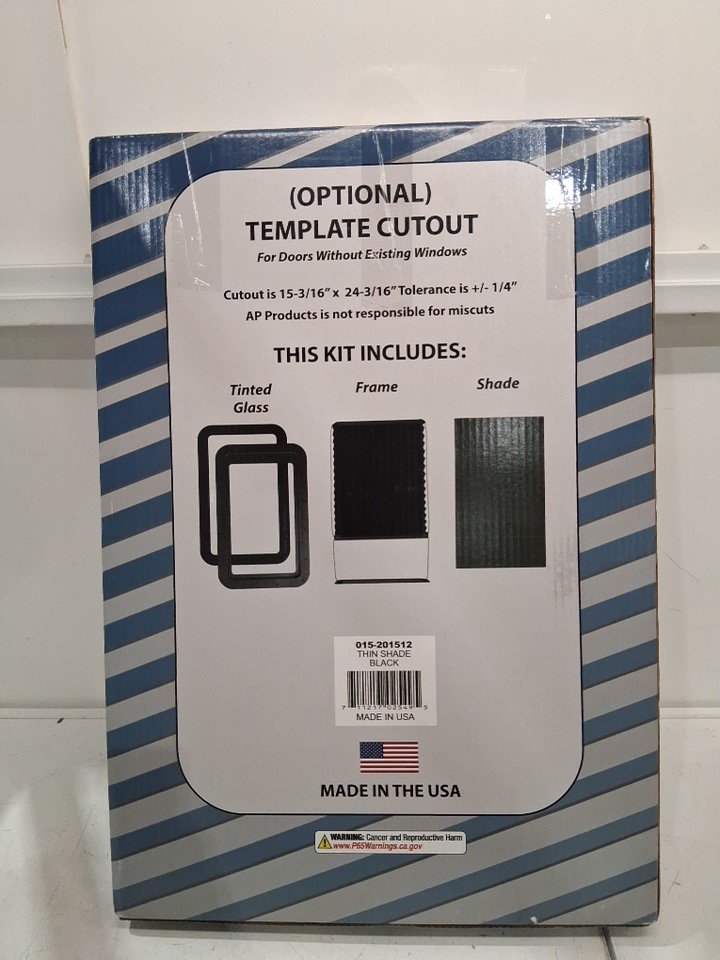 (OPTIONAL)
TEMPLATE CUTOUT
For Doors Without Existing Windows
Cutout is 15-3/16" x 24-3/16" Tolerance is +/- 1/4"
AP Products is not responsible for miscuts
THIS KIT INCLUDES:
Tinted
Glass
Frame
Shade
015-201512
THIN SHADE
BLACK
MADE IN USA
MADE IN THE USA
WARNING: Cancer and Reproductive Harm
www.P65Warnings.ca.gov